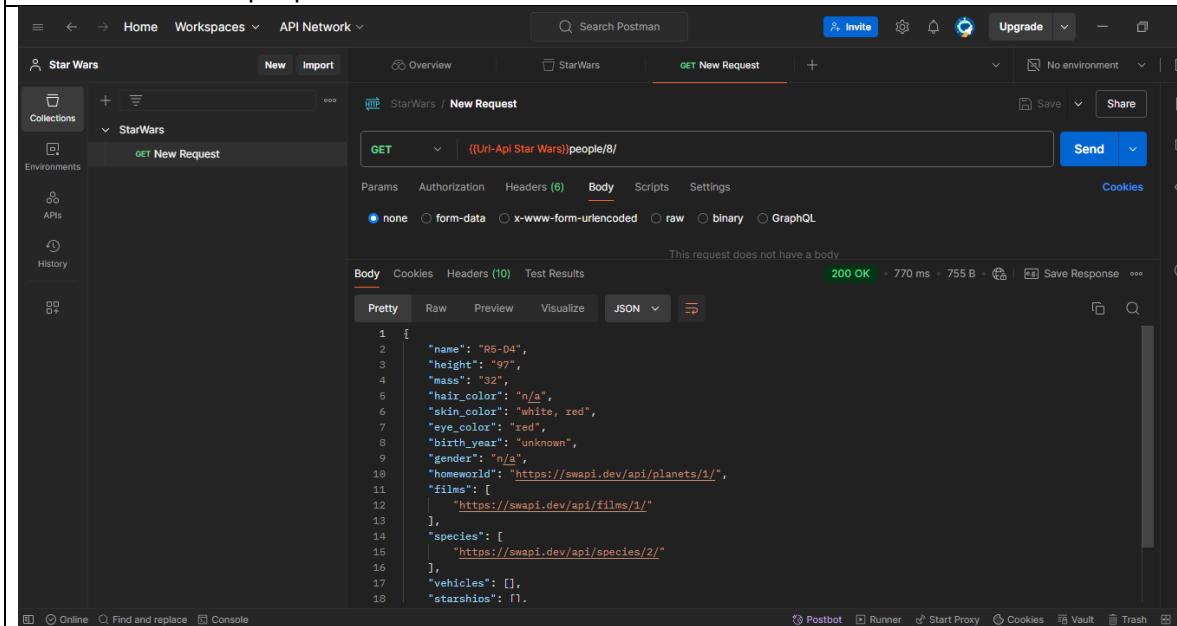 Home Workspaces API Network Search Postman Invite Upgrade
Star Wars New Import Overview StarWars GET New Request No environment
Collections
StarWars / New Request Save Share
StarWars
GET New Request
GET {{Url-Api Star Wars}}people/8/ Send
Environments
Params Authorization Headers (6) Body Scripts Settings Cookies
APIs
none form-data x-www-form-urlencoded raw binary GraphQL
History
This request does not have a body
Body Cookies Headers (10) Test Results 200 OK 770 ms 755 B e.g. Save Response
Pretty Raw Preview Visualize JSON
1 {
2 "name": "R5-D4",
3 "height": "97",
4 "mass": "32",
5 "hair_color": "n/a",
6 "skin_color": "white, red",
7 "eye_color": "red",
8 "birth_year": "unknown",
9 "gender": "n/a",
10 "homeworld": "https://swapi.dev/api/planets/1/",
11 "films": [
12 "https://swapi.dev/api/films/1/"
13 ],
14 "species": [
15 "https://swapi.dev/api/species/2/"
16 ],
17 "vehicles": [],
18 "starships": [],
Online Find and replace Console Postbot Runner Start Proxy Cookies Vault Trash